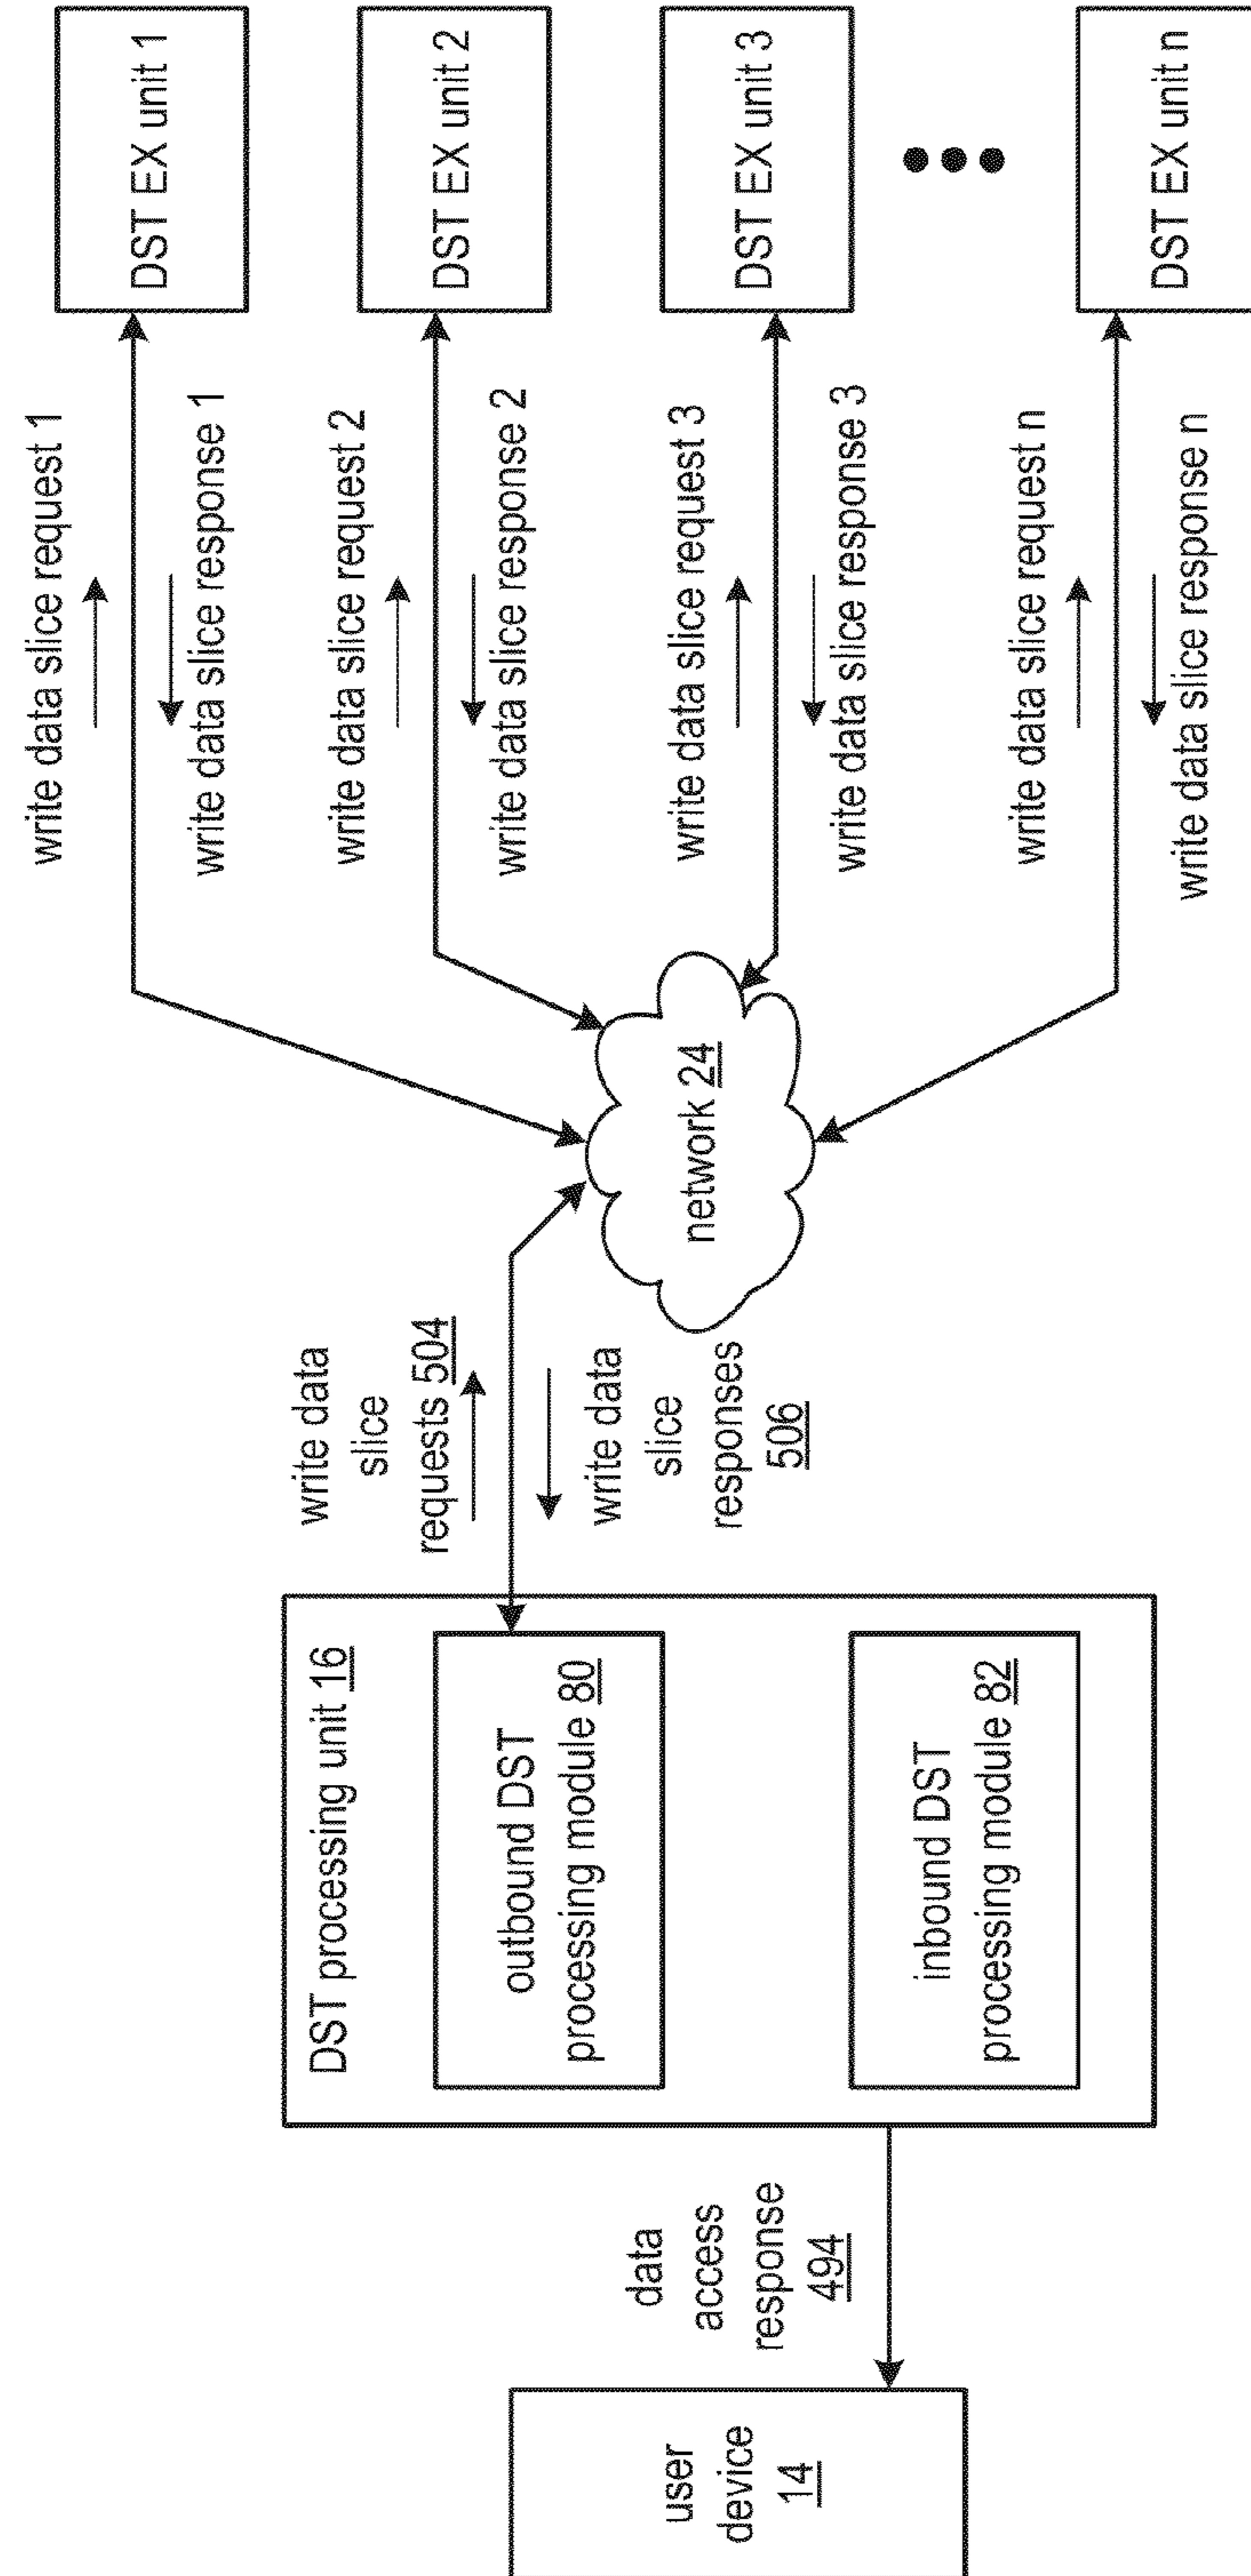 user
device
14
data
access
response
494
DST processing unit 16
outbound DST
processing module 80
inbound DST
processing module 82
write data
slice
requests 504
write data
slice
responses
506
network 24
write data slice request 1
write data slice response 1
write data slice request 2
write data slice response 2
write data slice request 3
write data slice response 3
write data slice request n
write data slice response n
DST EX unit 1
DST EX unit 2
DST EX unit 3
DST EX unit n